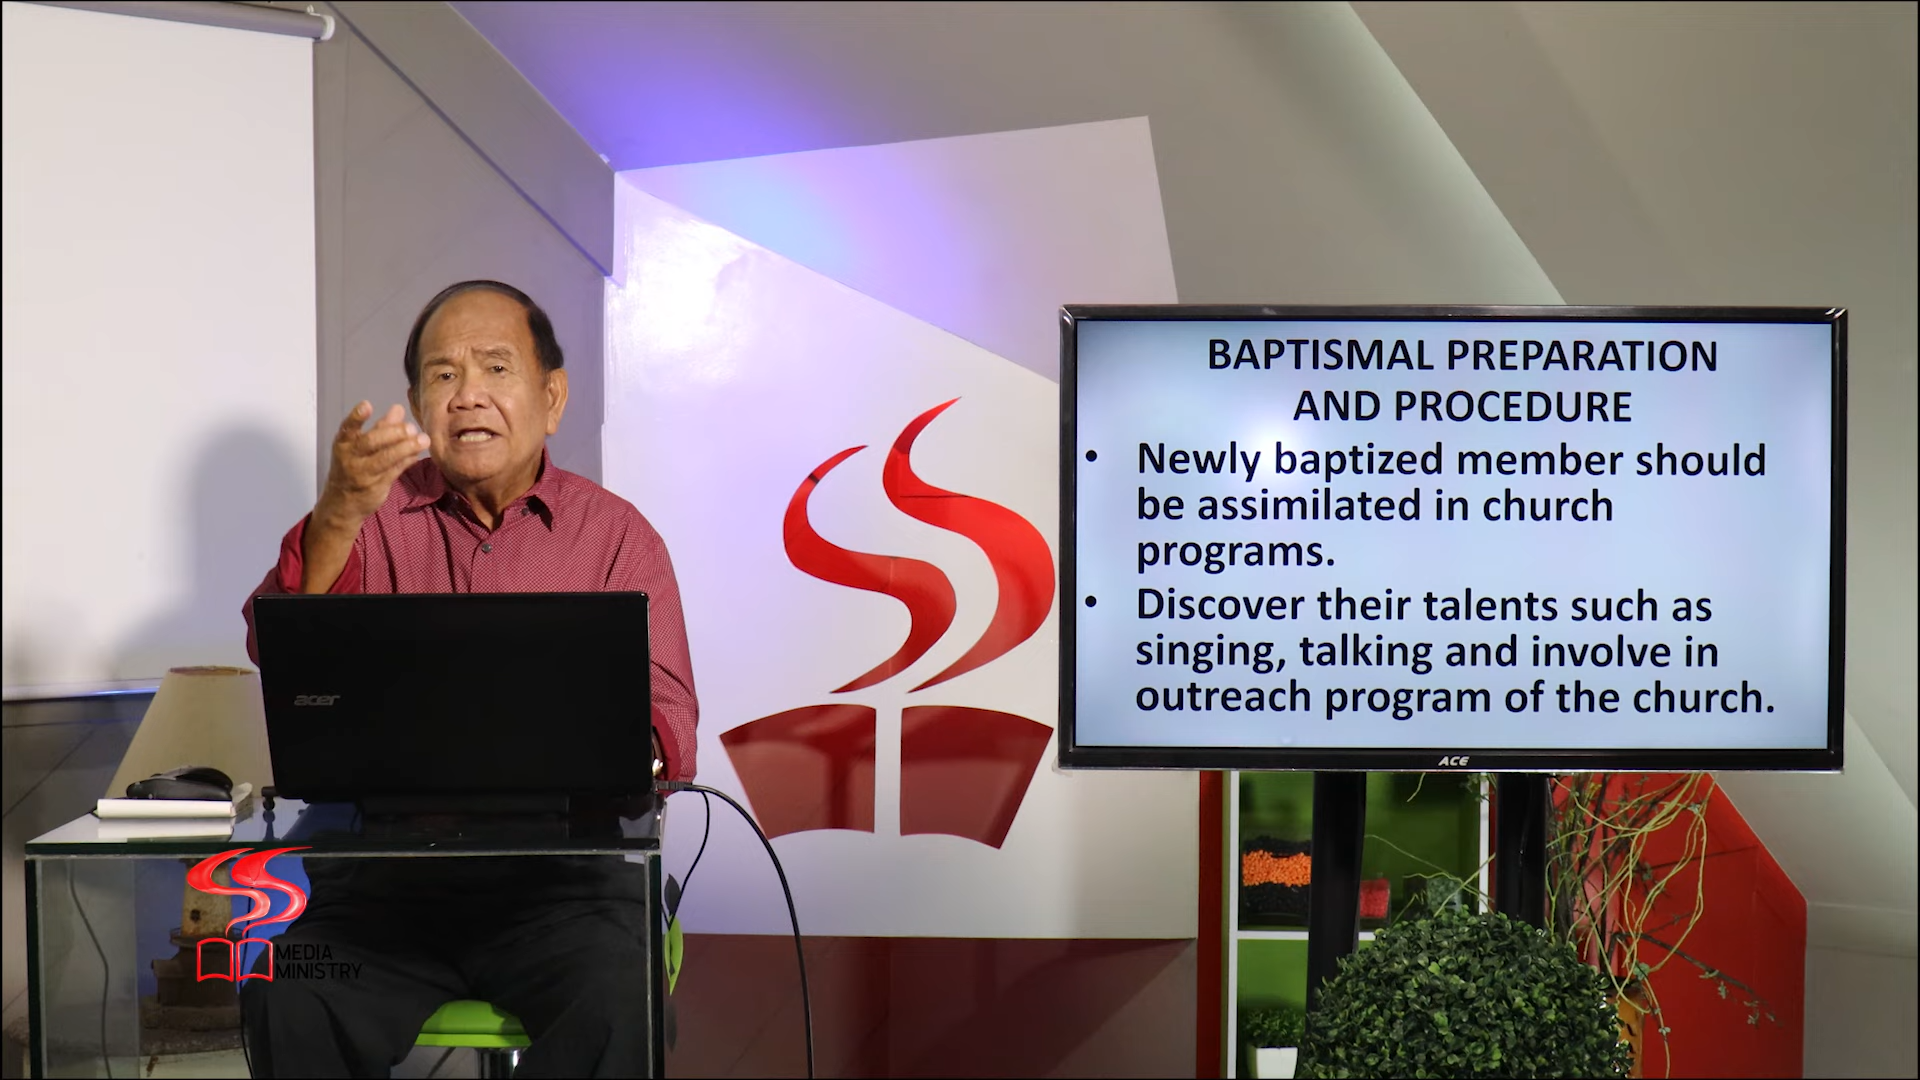 BAPTISMAL PREPARATION
AND PROCEDURE
• Newly baptized member should
be assimilated in church
programs.
• Discover their talents such as
singing, talking and involve in
outreach program of the church.
ACE
acer
MEDIA
MINISTRY